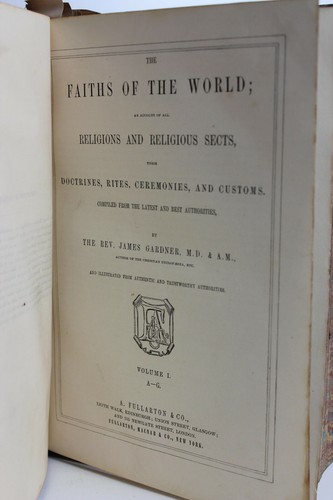 THE
FAITHS OF THE WORLD;
AN ACCOUNT OF ALL
RELIGIONS AND RELIGIOUS SECTS,
THEIR
DOCTRINES, RITES, CEREMONIES, AND CUSTOMS.
COMPILED FROM THE LATEST AND BEST AUTHORITIES,
BY
THE REV. JAMES GARDNER, M.D. & A.M.,
AUTHOR OF THE CHRISTIAN CYCLOPÆDIA, ETC.
AND ILLUSTRATED FROM AUTHENTIC AND TRUSTWORTHY AUTHORITIES.
VOLUME I.
A—G.
A. FULLARTON & CO.,
LEITH WALK, EDINBURGH; UNION STREET, GLASGOW;
AND 115 NEWGATE STREET, LONDON.
FULLARTON, MACNAB & CO., NEW YORK.